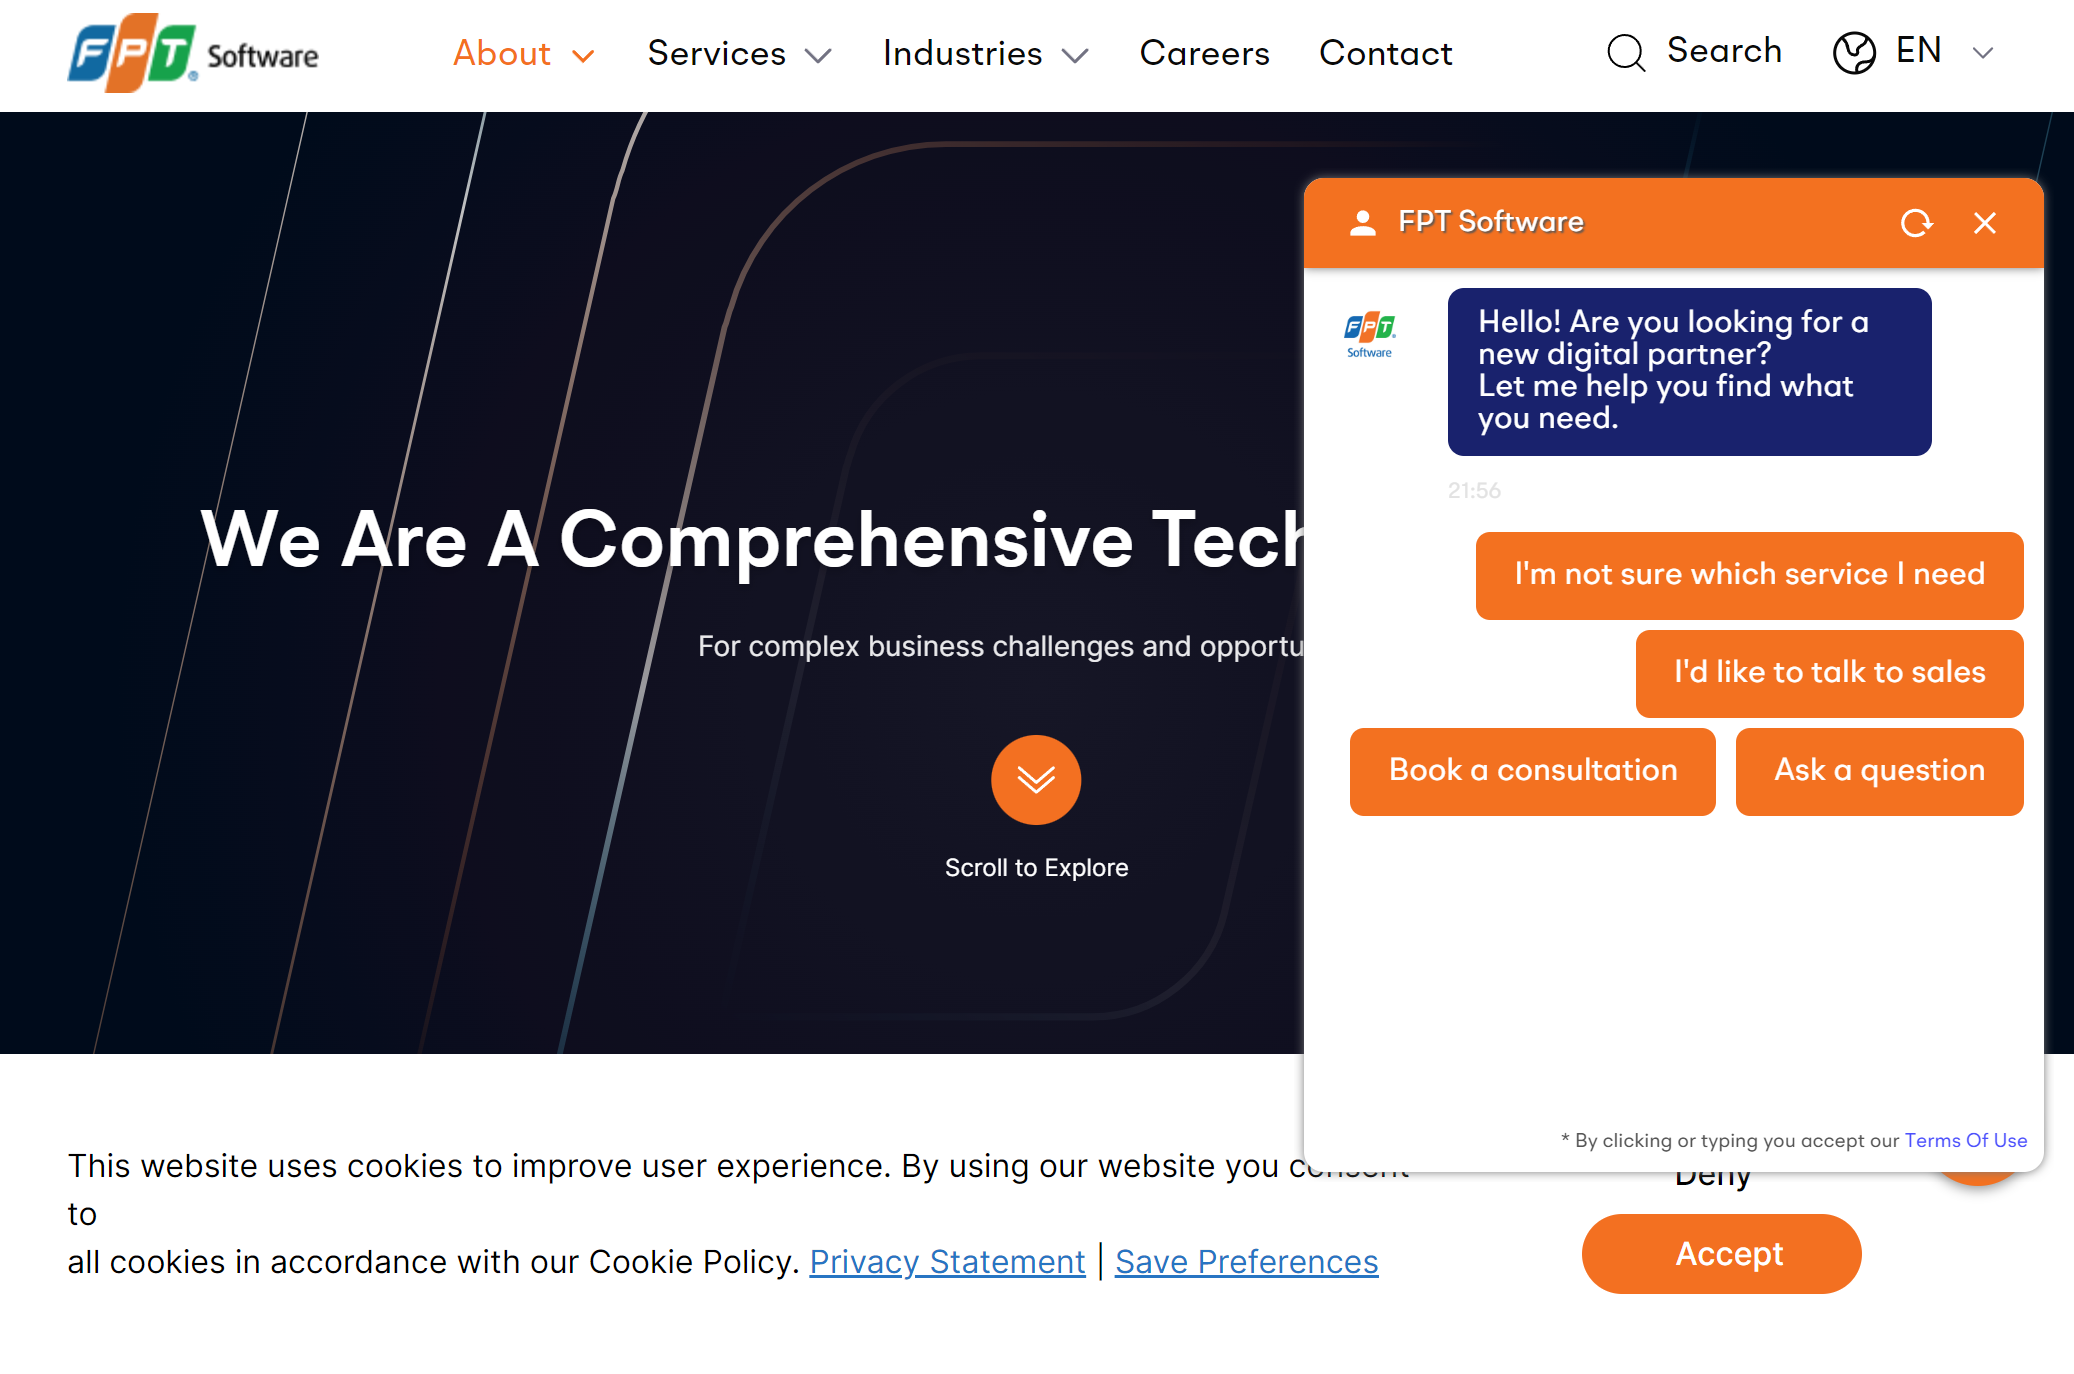 FPT Software
About
Services
Industries
Careers
Contact
Search
EN
We Are A Comprehensive Tech
For complex business challenges and opportu
Scroll to Explore
FPT Software
FPT
Software
Hello! Are you looking for a
new digital partner?
Let me help you find what
you need.
21:56
I'm not sure which service I need
I'd like to talk to sales
Book a consultation
Ask a question
* By clicking or typing you accept our Terms Of Use
This website uses cookies to improve user experience. By using our website you consent
to
all cookies in accordance with our Cookie Policy. Privacy Statement | Save Preferences
Deny
Accept